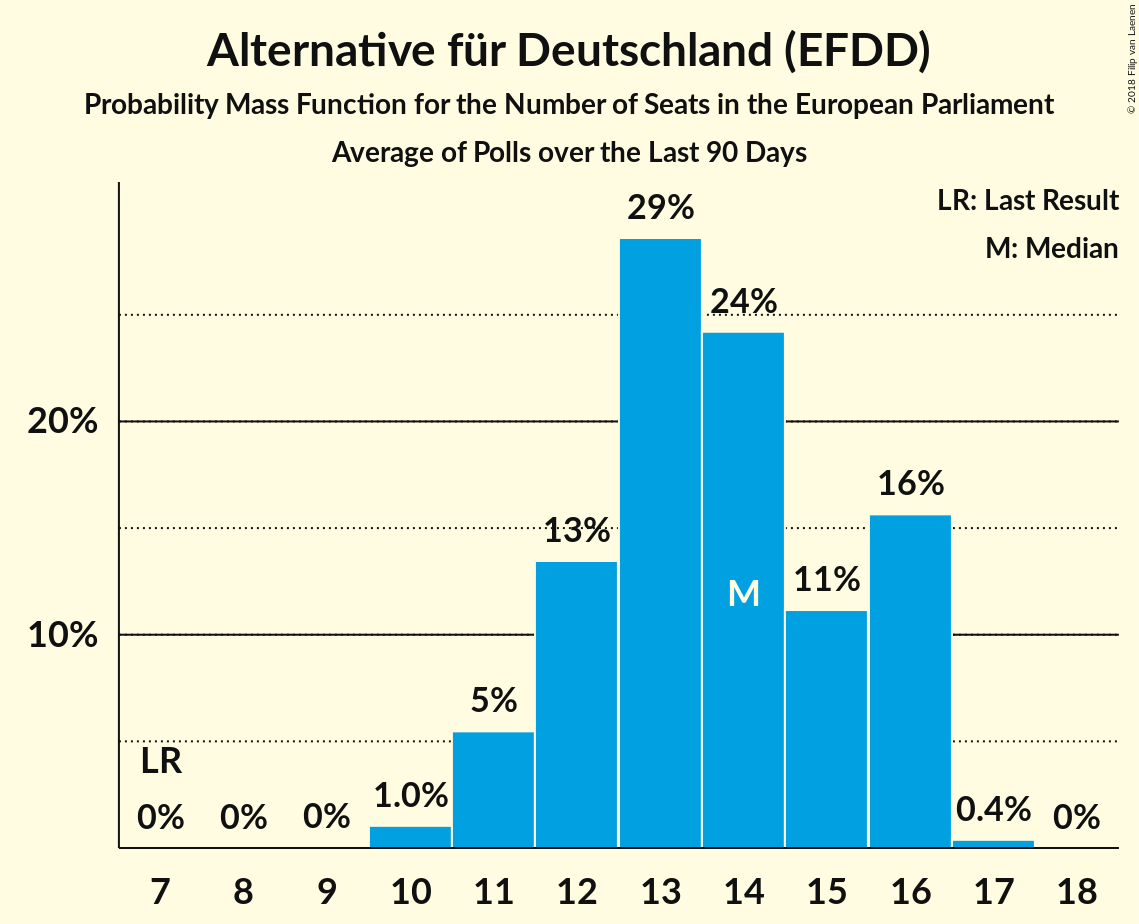 © 2018 Filip van Laenen
Alternative für Deutschland (EFDD)
Probability Mass Function for the Number of Seats in the European Parliament
Average of Polls over the Last 90 Days
LR: Last Result
M: Median
29%
24%
20%
16%
13%
11%
M
10%
5%
LR
1.0%
0.4%
0% 0% 0% 0%
7 8 9 10 11 12 13 14 15 16 17 18